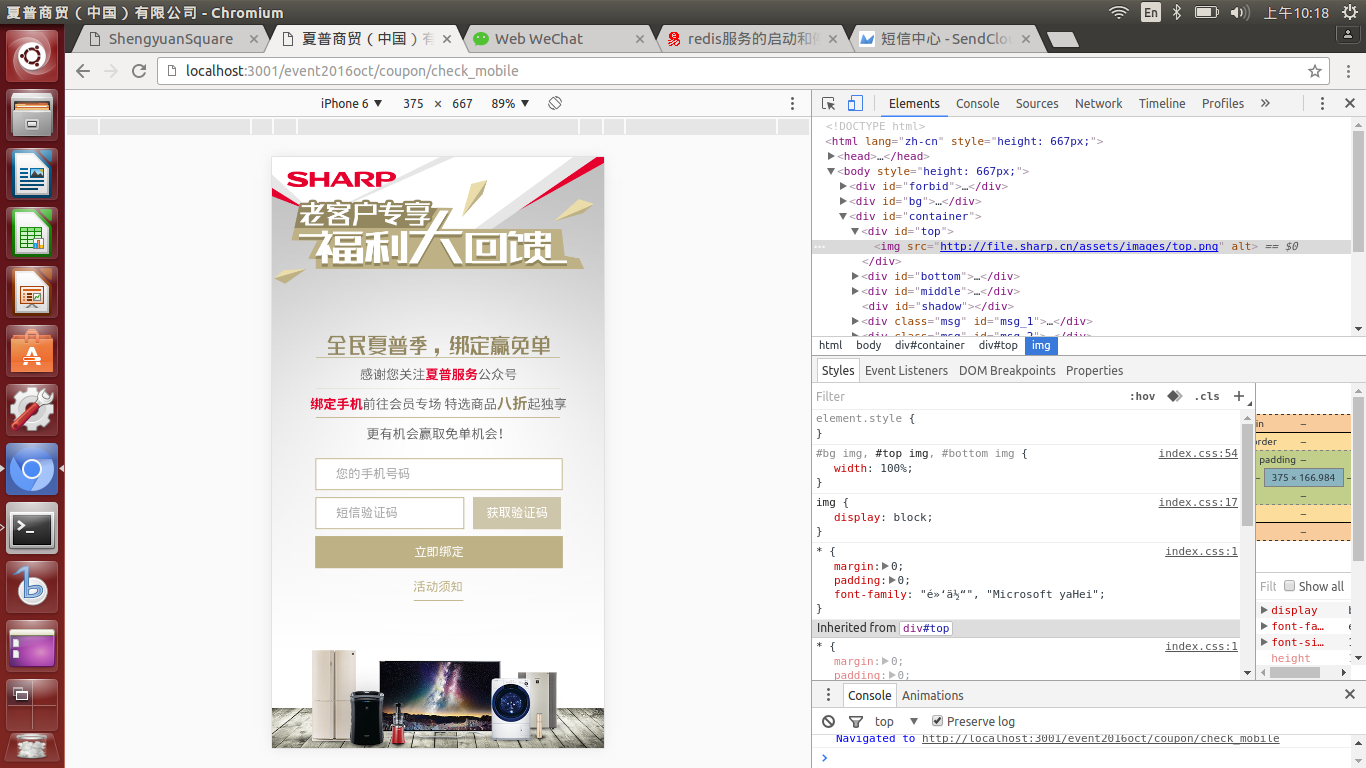 夏普商贸（中国）有限公司 - Chromium
En
上午10:18
ShengyuanSquare
夏普商贸（中国）有
Web WeChat
redis服务的启动和
短信中心 - SendClou
localhost:3001/event2016oct/coupon/check_mobile
iPhone 6 ▼ 375 × 667 89% ▼
SHARP
老客户专享
福利大回馈
全民夏普季，绑定赢免单
感谢您关注夏普服务公众号
绑定手机前往会员专场 特选商品八折起独享
更有机会赢取免单机会！
您的手机号码
短信验证码
获取验证码
立即绑定
活动须知
Elements Console Sources Network Timeline Profiles »
<!DOCTYPE html>
<html lang="zh-cn" style="height: 667px;">
▶<head>…</head>
▼<body style="height: 667px;">
▶<div id="forbid">…</div>
▶<div id="bg">…</div>
▼<div id="container">
▼<div id="top">
<img src="http://file.sharp.cn/assets/images/top.png" alt> == $0
</div>
▶<div id="bottom">…</div>
▶<div id="middle">…</div>
<div id="shadow"></div>
▶<div class="msg" id="msg_1">…</div>
▶<div class="msg" id="msg_2">…</div>
html body div#container div#top img
Styles Event Listeners DOM Breakpoints Properties
Filter :hov .cls +
element.style {
}
#bg img, #top img, #bottom img { index.css:54
width: 100%;
}
img { index.css:17
display: block;
}
* { index.css:1
margin:▶0;
padding:▶0;
font-family: "é»‘ä½“", "Microsoft yaHei";
}
Inherited from div#top
* { index.css:1
margin:▶0;
padding:▶0;
in –
order –
padding –
375 × 166.984
–
–
–
Filt Show all
▶ display b
▶ font-fa… é
▶ font-si… 1
height 1
Console Animations
top ▼ Preserve log
Navigated to http://localhost:3001/event2016oct/coupon/check_mobile